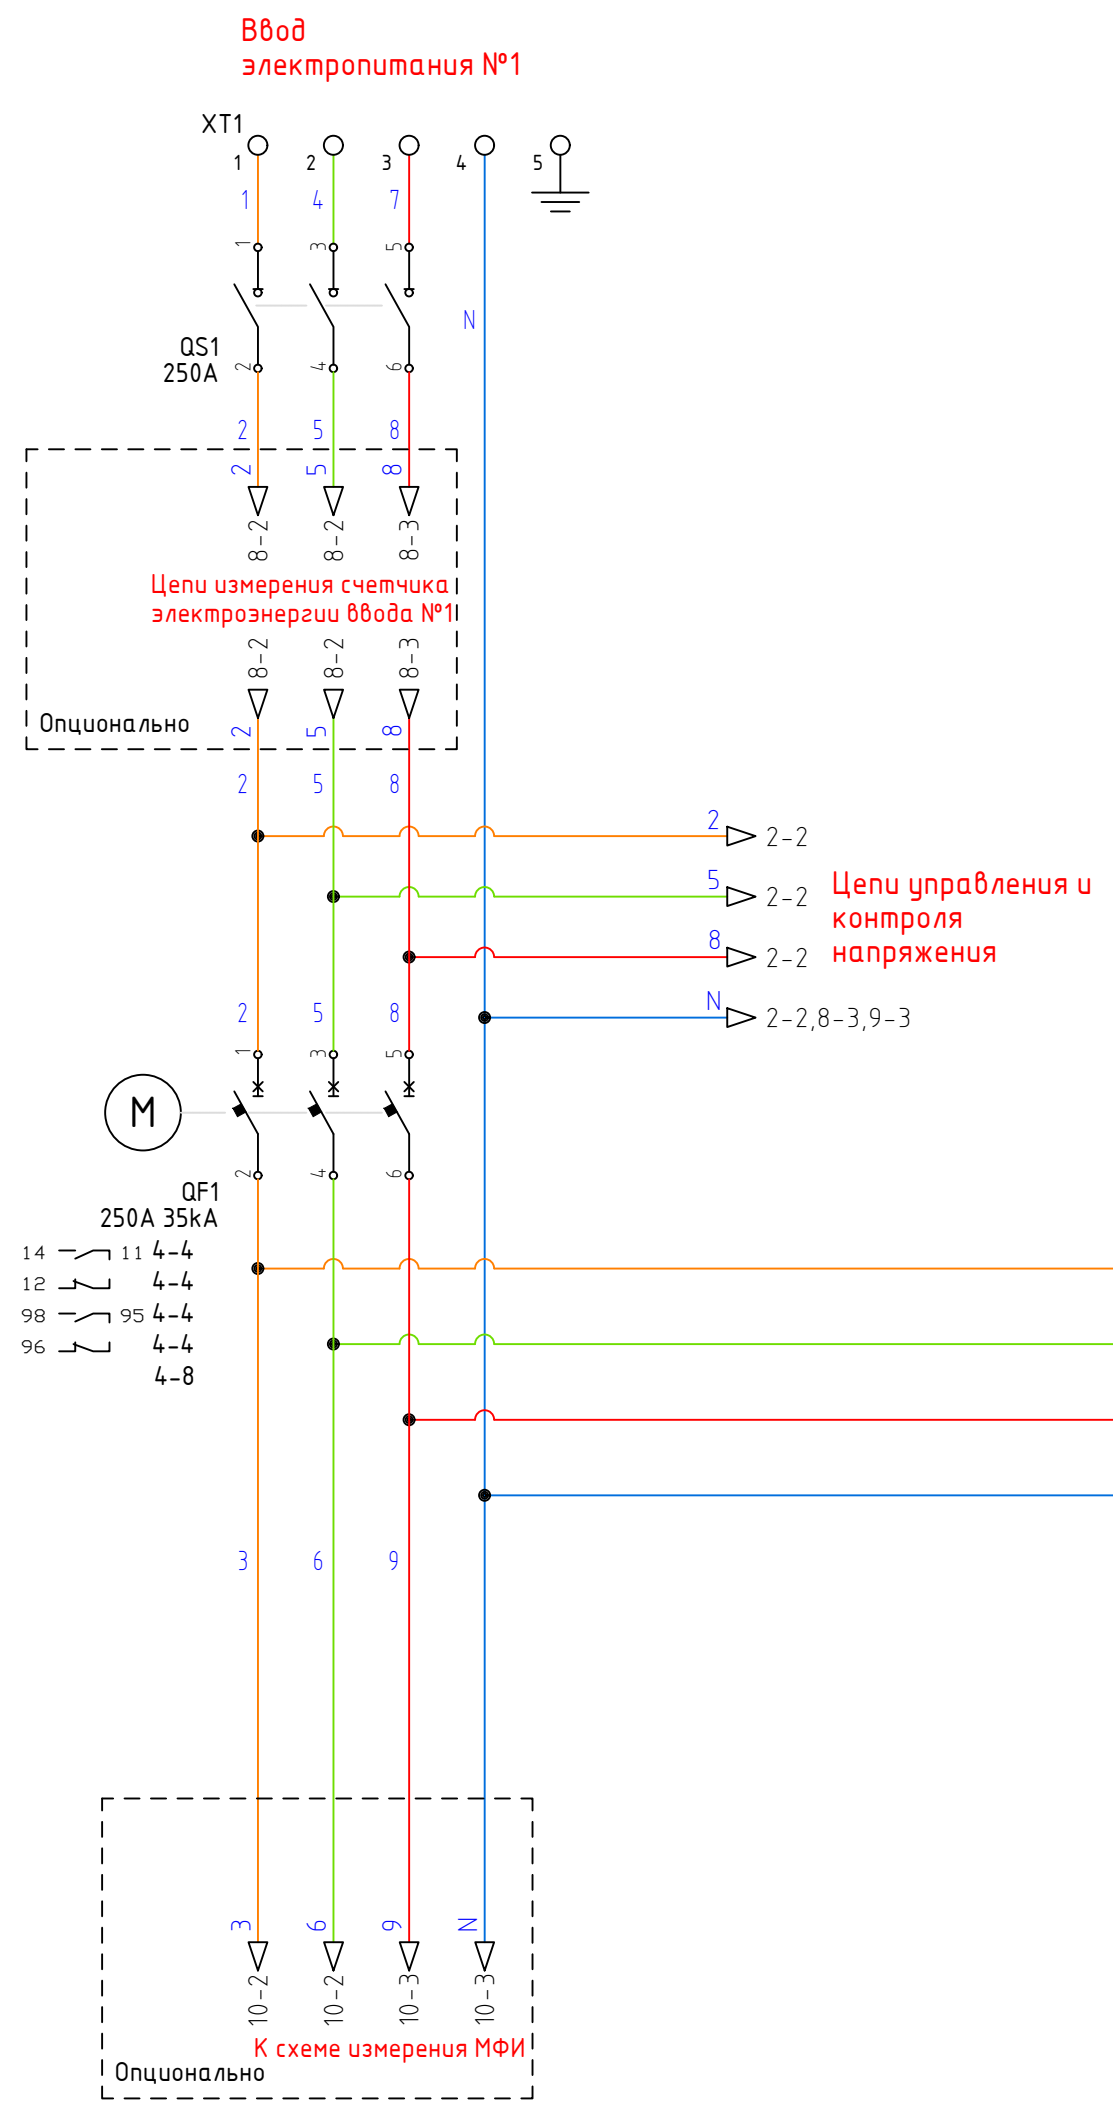 Ввод
электропитания №1
XT1
1 2 3 4 5
1 4 7
1 3 5
N
QS1
250A
2 4 6
2 5 8
2 5 8
8-2 8-2 8-3
Цепи измерения счетчика
электроэнергии ввода №1
8-2 8-2 8-3
Опционально
2 5 8
2 5 8
2 2-2
5 2-2
8 2-2
Цепи управления и
контроля
напряжения
N 2-2,8-3,9-3
2 5 8
1 3 5
M
2 4 6
QF1
250A 35kA
14 11 4-4
12 4-4
98 95 4-4
96 4-4
4-8
3 6 9
3 6 9 N
10-2 10-2 10-3 10-3
К схеме измерения МФИ
Опционально